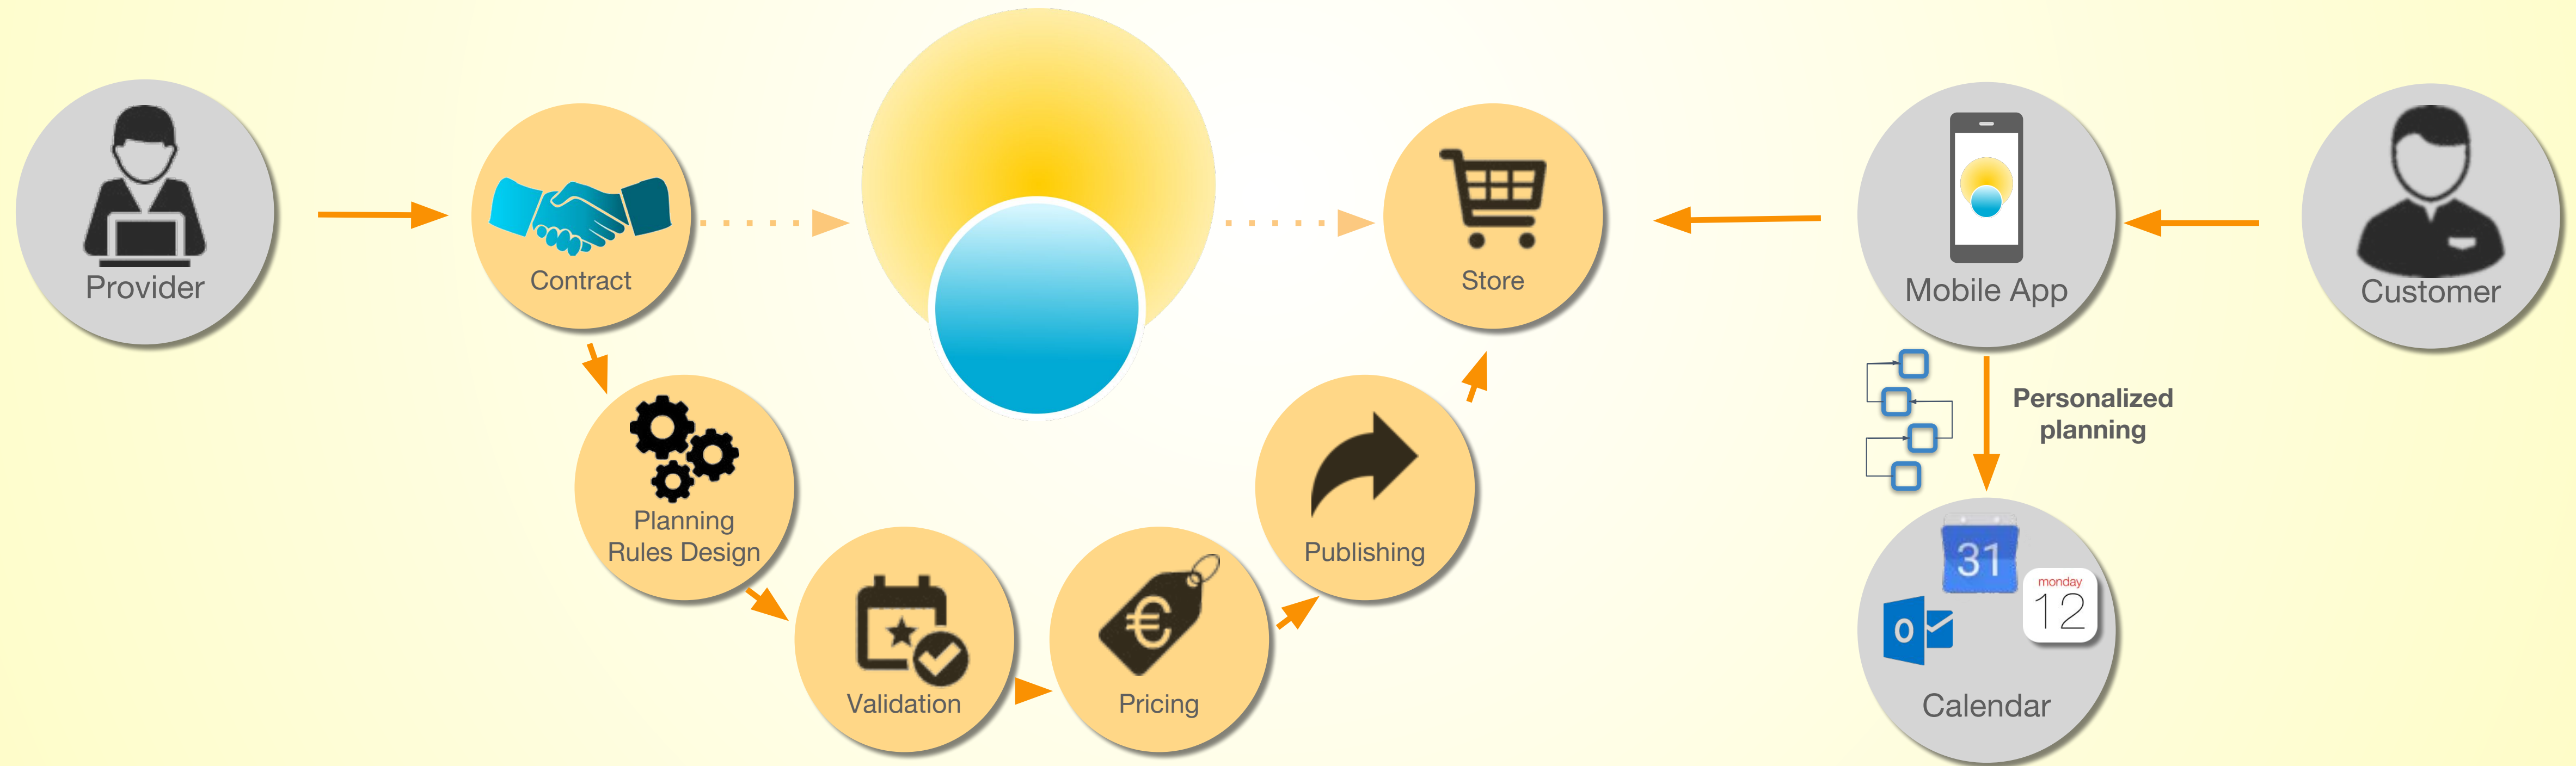 Provider
Contract
Store
Mobile App
Customer
Personalized
planning
Planning
Rules Design
Publishing
31
monday
12
O
€
Validation
Pricing
Calendar